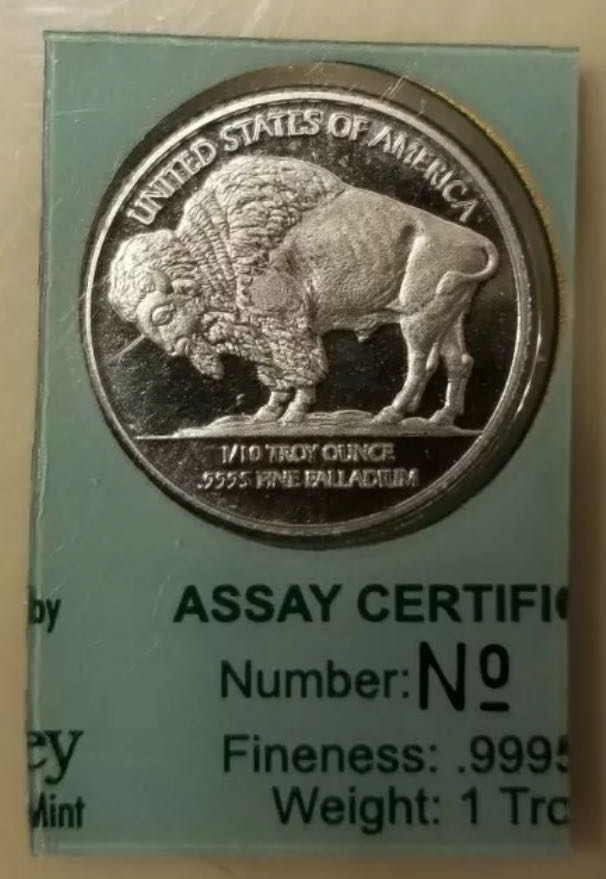 UNITED STATES OF AMERICA
1/10 TROY OUNCE
.9995 FINE PALLADIUM
by
ASSAY CERTIFI
Number: Nº
ey
Fineness: .9995
Mint
Weight: 1 Tro